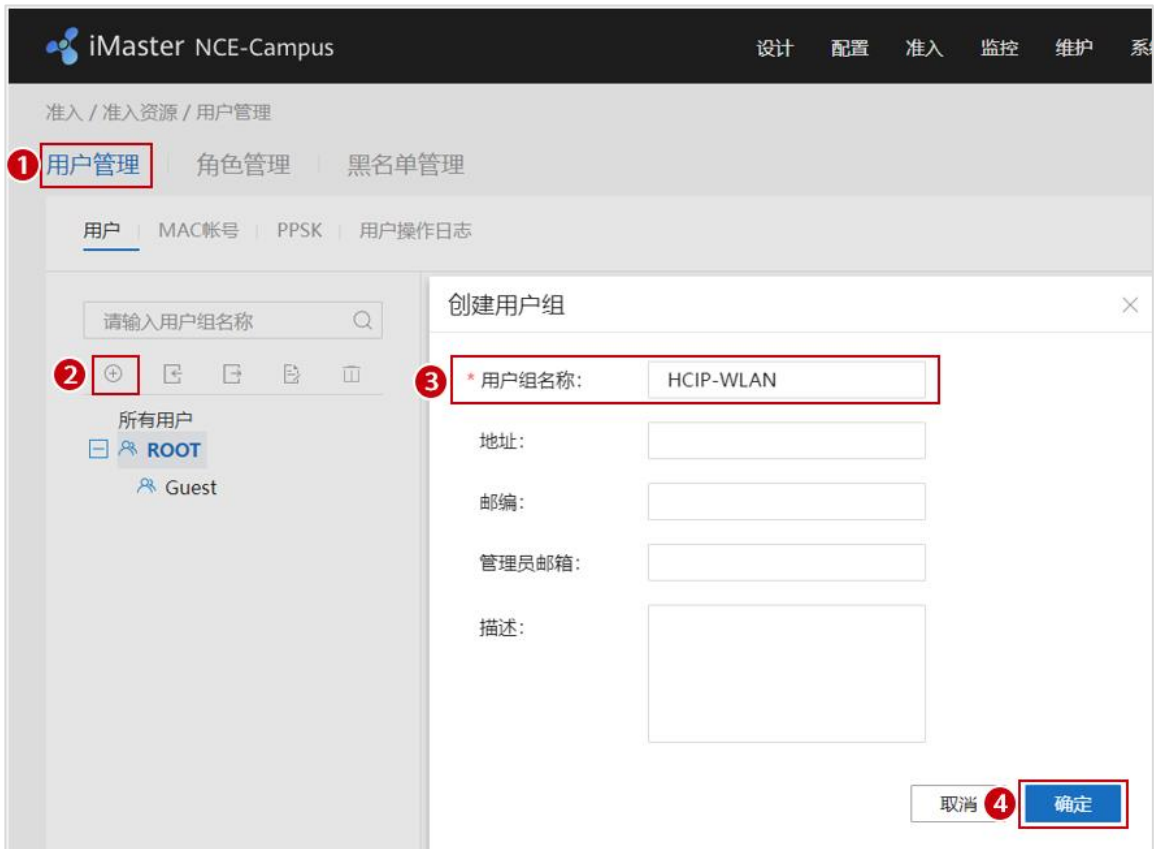 iMaster NCE-Campus 设计 配置 准入 监控 维护
准入 / 准入资源 / 用户管理
1 用户管理 角色管理 黑名单管理
用户 MAC帐号 PPSK 用户操作日志
创建用户组
请输入用户组名称
2
3 * 用户组名称: HCIP-WLAN
所有用户
地址:
ROOT
Guest
邮编:
管理员邮箱:
描述:
取消 4 确定